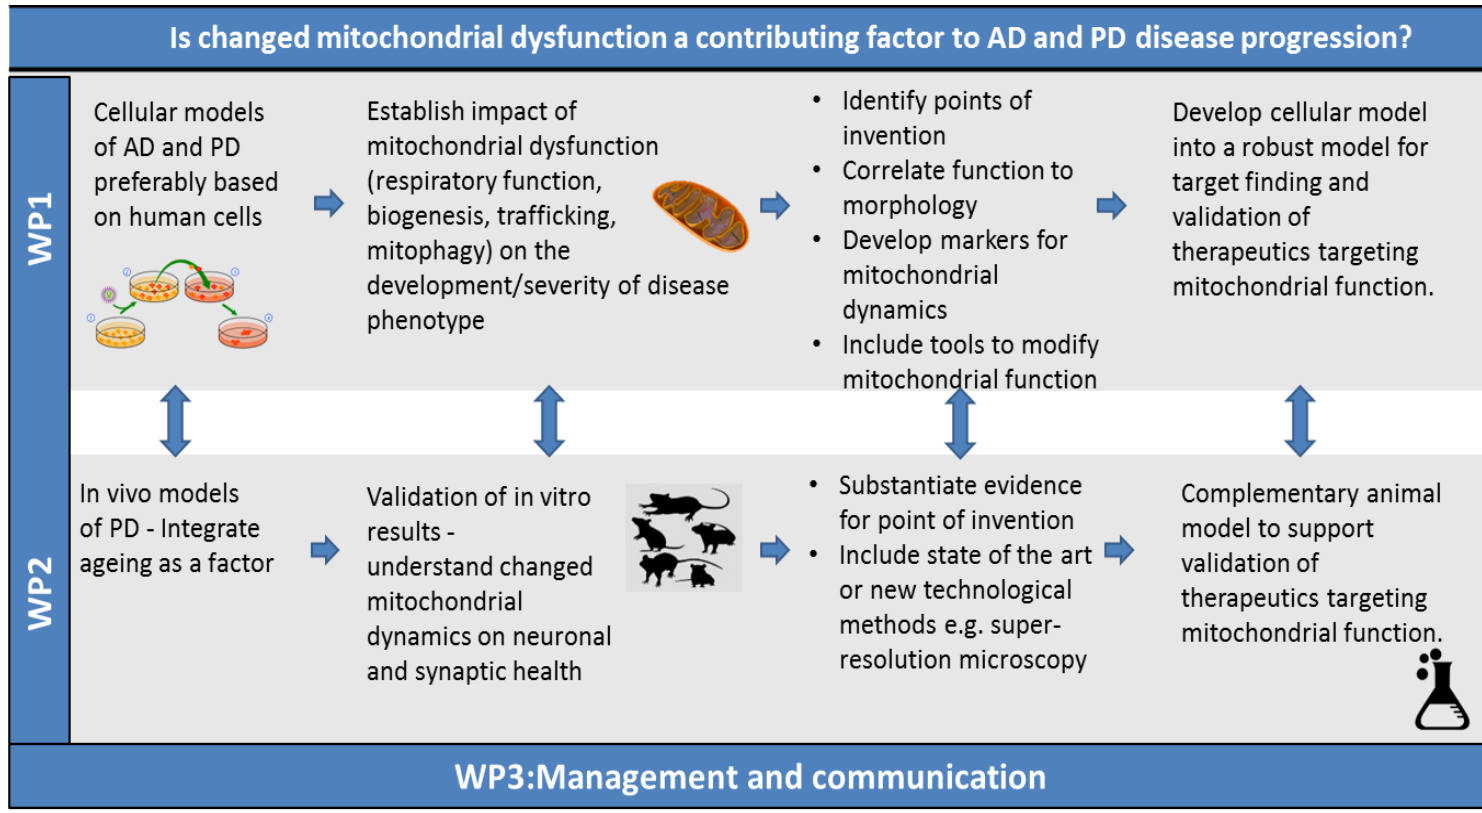 Is changed mitochondrial dysfunction a contributing factor to AD and PD disease progression?
WP1
Cellular models
of AD and PD
preferably based
on human cells
1
2
3
4
V
Establish impact of
mitochondrial dysfunction
(respiratory function,
biogenesis, trafficking,
mitophagy) on the
development/severity of disease
phenotype
• Identify points of
invention
• Correlate function to
morphology
• Develop markers for
mitochondrial
dynamics
• Include tools to modify
mitochondrial function
Develop cellular model
into a robust model for
target finding and
validation of
therapeutics targeting
mitochondrial function.
WP2
In vivo models
of PD - Integrate
ageing as a factor
Validation of in vitro
results -
understand changed
mitochondrial
dynamics on neuronal
and synaptic health
• Substantiate evidence
for point of invention
• Include state of the art
or new technological
methods e.g. super-
resolution microscopy
Complementary animal
model to support
validation of
therapeutics targeting
mitochondrial function.
WP3:Management and communication